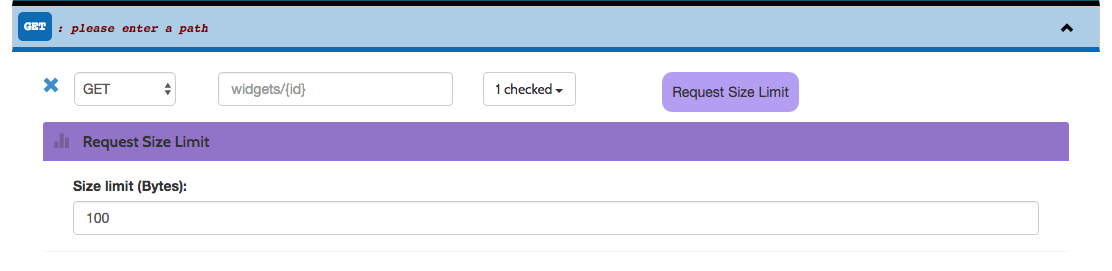 GET : please enter a path
GET widgets/{id} 1 checked Request Size Limit
Request Size Limit
Size limit (Bytes):
100